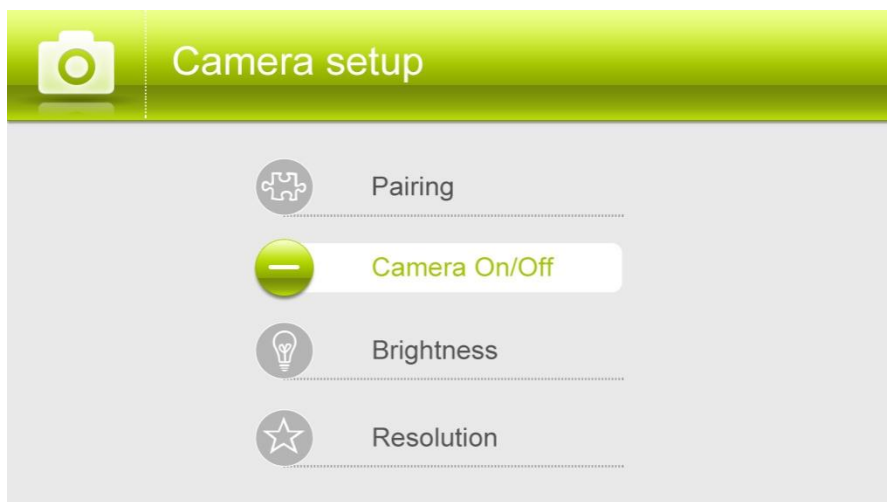 Camera setup
Pairing
Camera On/Off
Brightness
Resolution